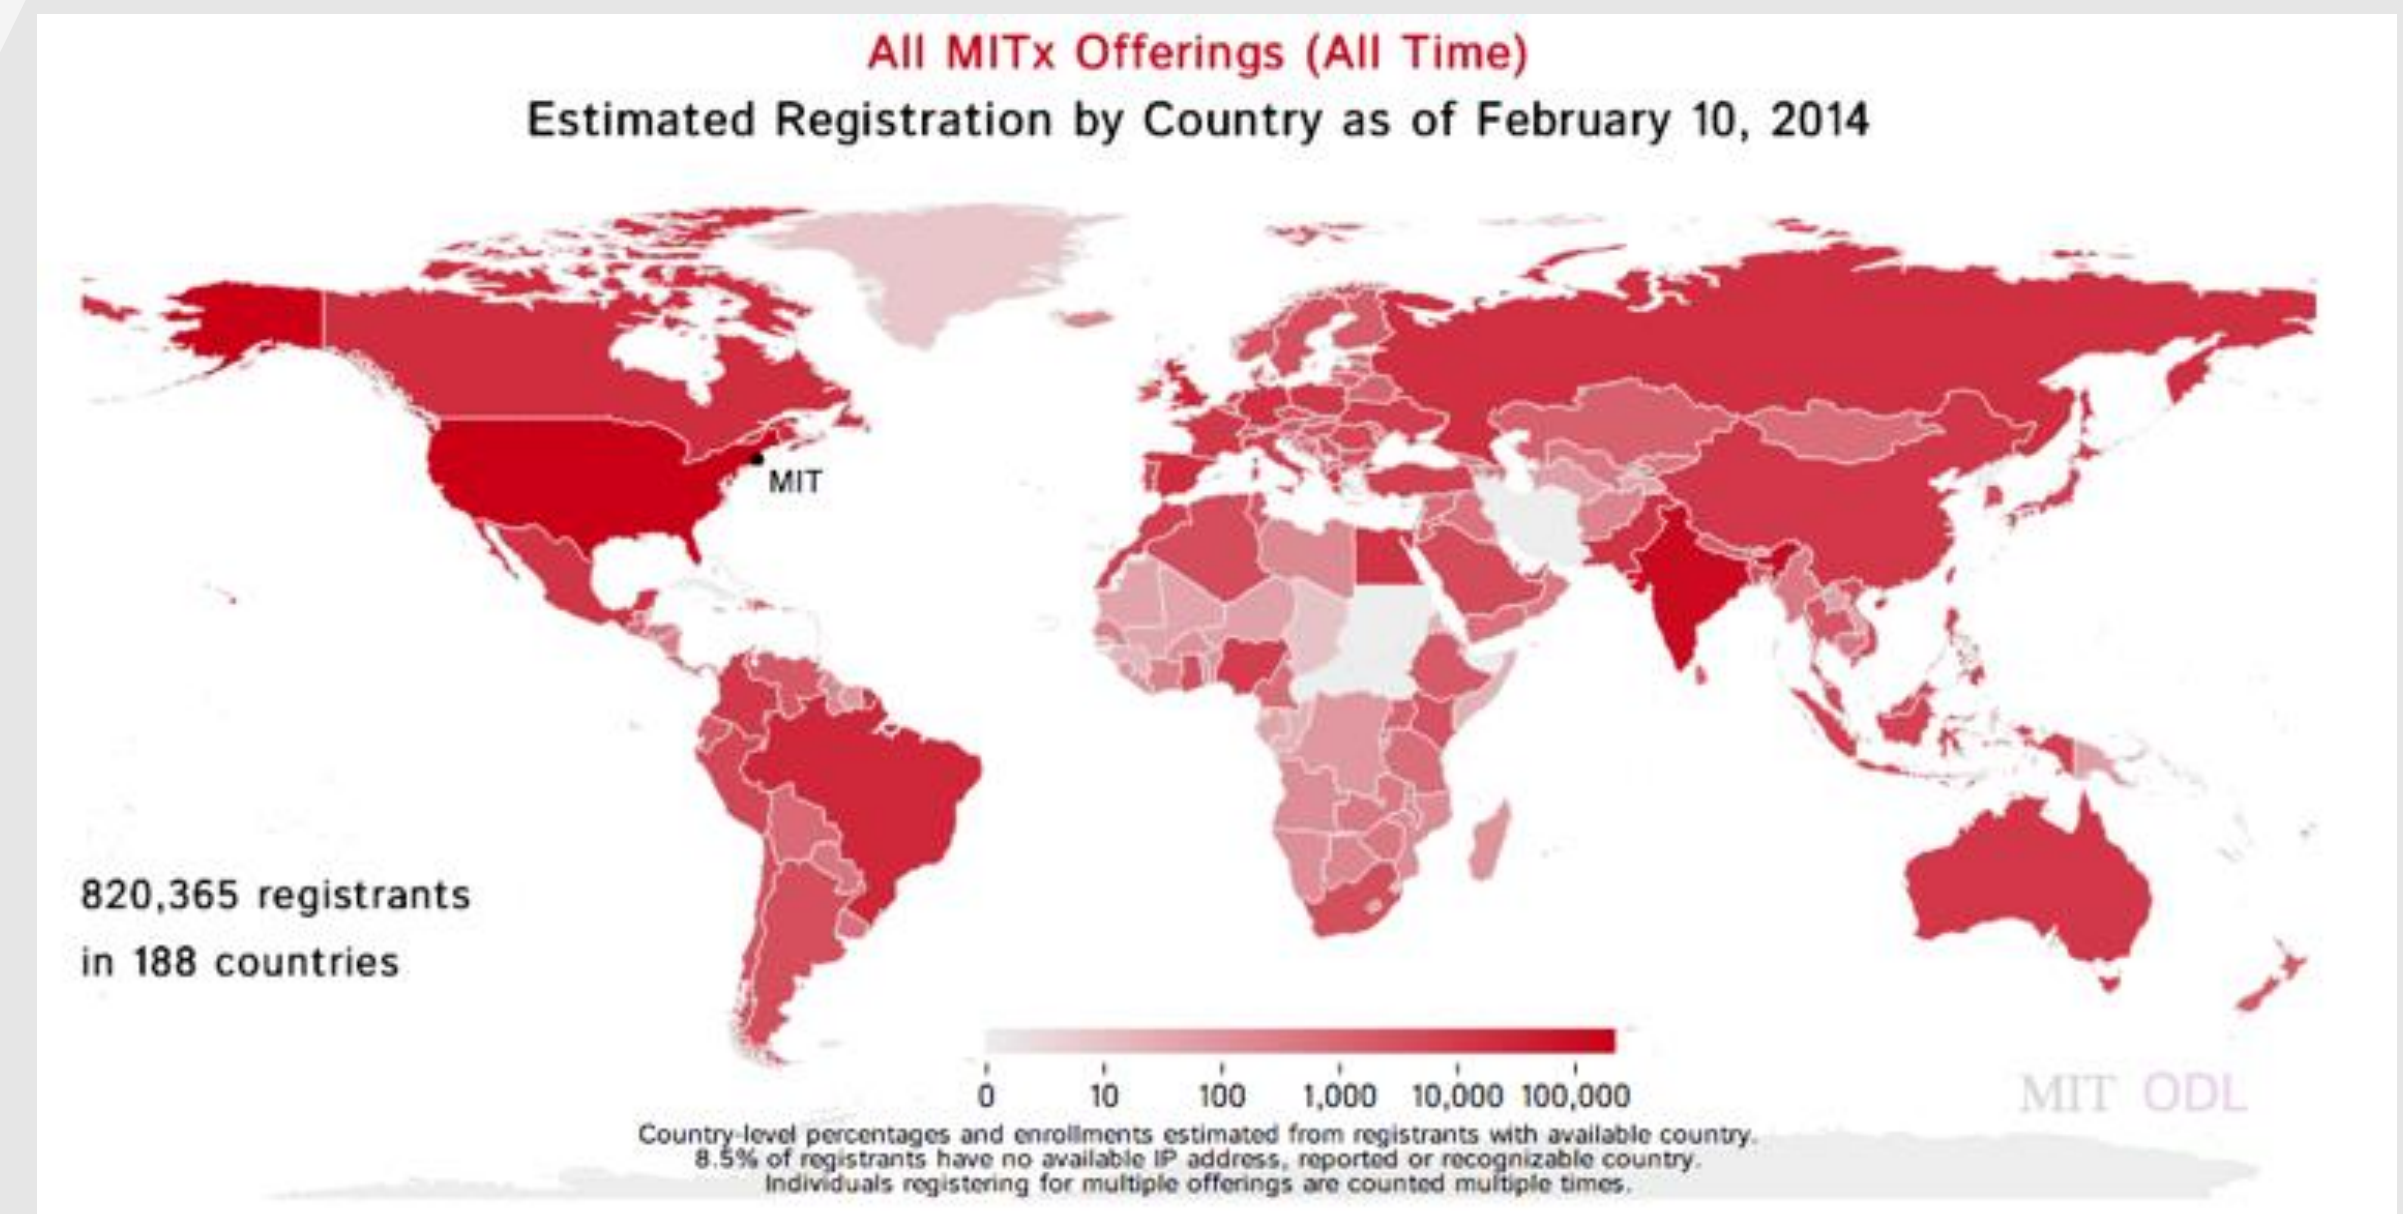 All MITx Offerings (All Time)
Estimated Registration by Country as of February 10, 2014
MIT
820,365 registrants
in 188 countries
0 10 100 1,000 10,000 100,000
MIT ODL
Country-level percentages and enrollments estimated from registrants with available country.
8.5% of registrants have no available IP address, reported or recognizable country.
Individuals registering for multiple offerings are counted multiple times.